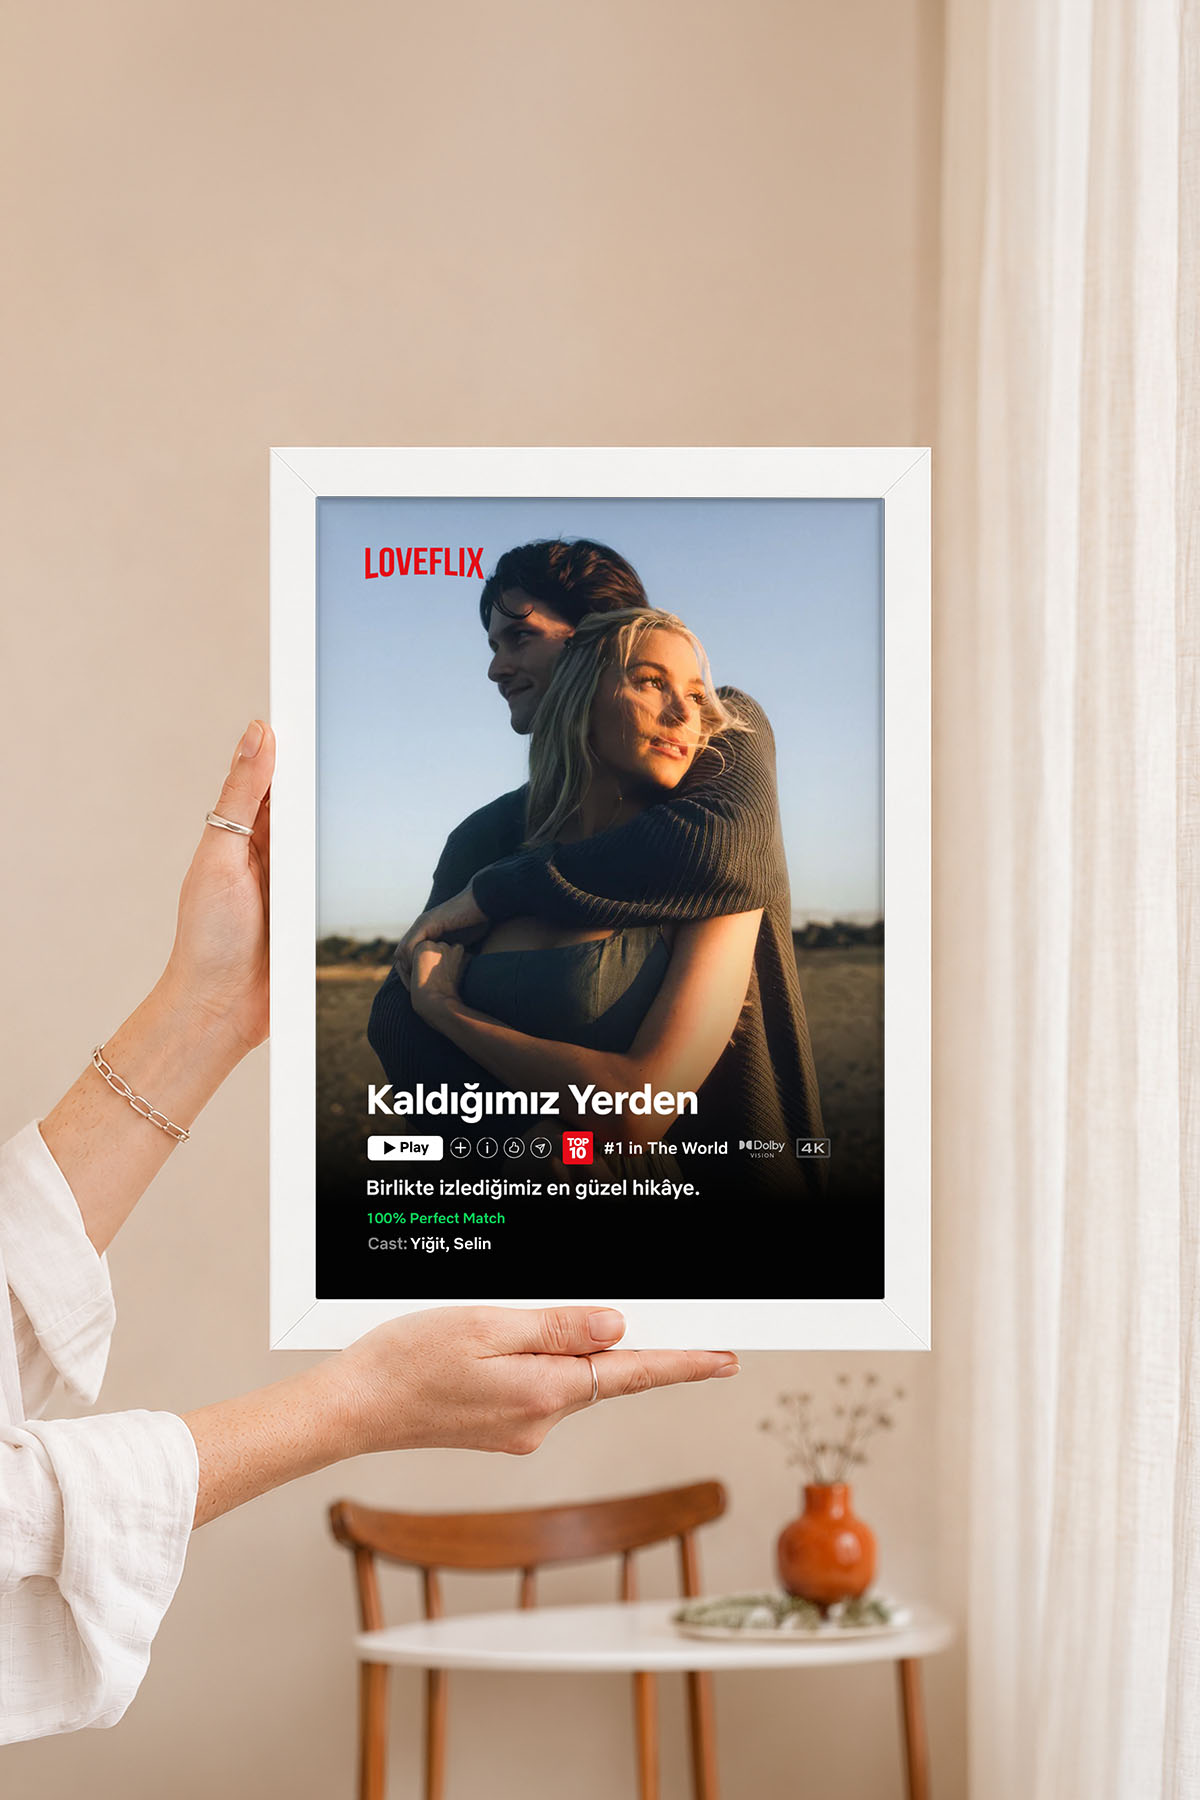 LOVEFLIX
Kaldığımız Yerden
Play TOP 10 #1 in The World Dolby VISION 4K
Birlikte izlediğimiz en güzel hikâye.
100% Perfect Match
Cast: Yiğit, Selin